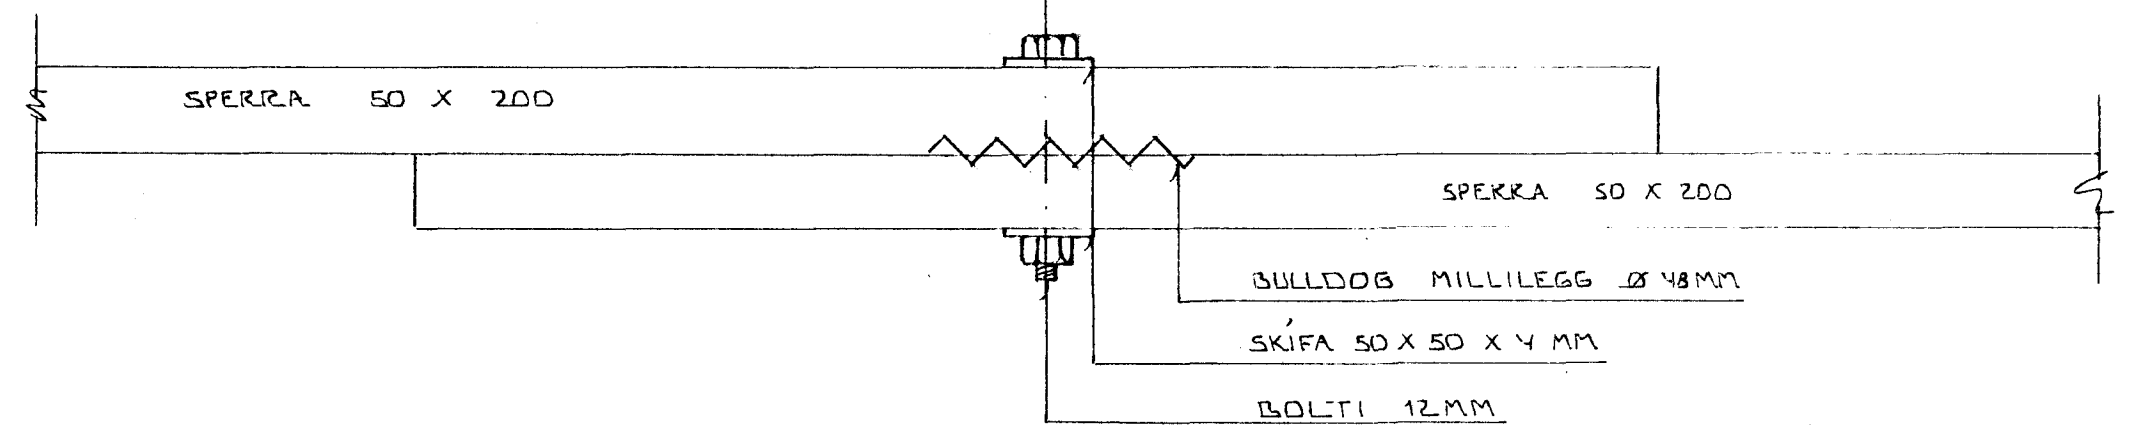 SPERRA 50 X 200
SPERRA 50 X 200
BULLDOG MILLILEGG Ø 48MM
SKÍFA 50 X 50 X 4 MM
BOLTI 12MM